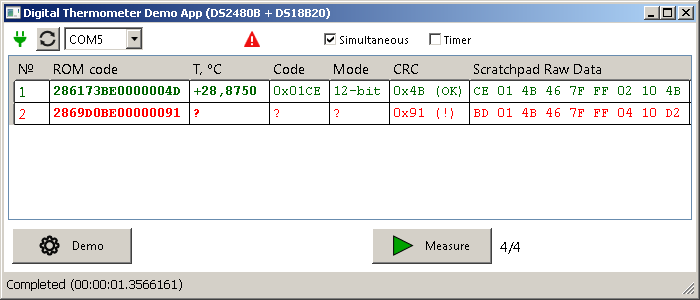 Digital Thermometer Demo App (DS2480B + DS18B20)
COM5 Simultaneous Timer
№ ROM code T, °C Code Mode CRC Scratchpad Raw Data
1 286173BE0000004D +28,8750 0x01CE 12-bit 0x4B (OK) CE 01 4B 46 7F FF 02 10 4B
2 2869D0BE00000091 ? ? ? 0x91 (!) BD 01 4B 46 7F FF 04 10 D2
Demo Measure 4/4
Completed (00:00:01.3566161)